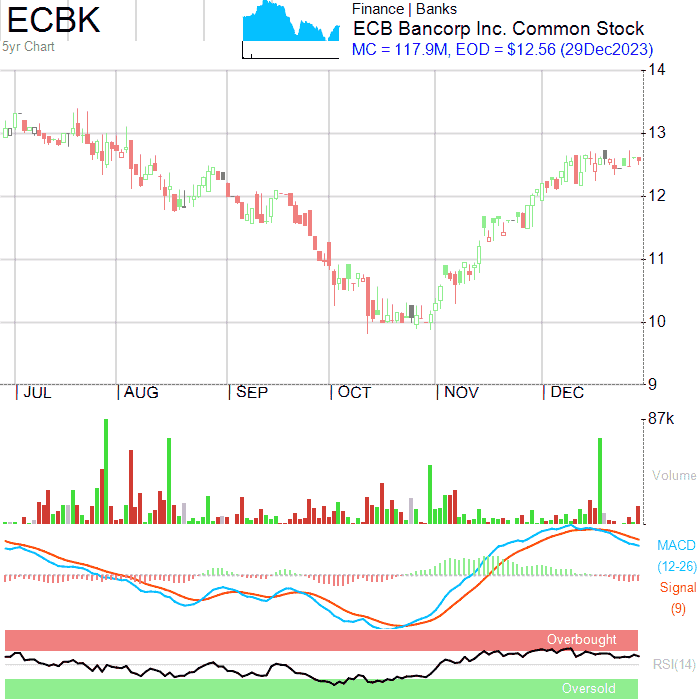 ECBK
5yr Chart
Finance | Banks
ECB Bancorp Inc. Common Stock
MC = 117.9M, EOD = $12.56 (29Dec2023)
14
13
12
11
10
9
JUL AUG SEP OCT NOV DEC
87k
Volume
MACD
(12-26)
Signal
(9)
Overbought
RSI(14)
Oversold